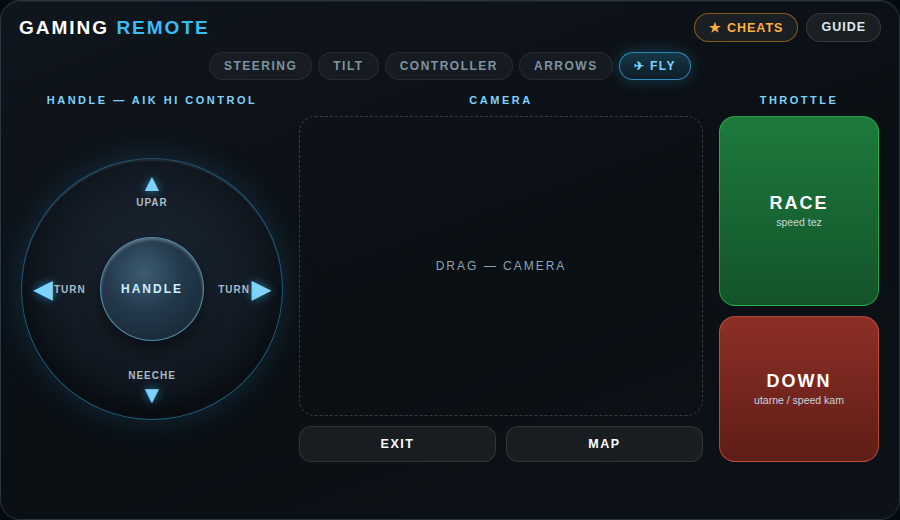 GAMING REMOTE
★ CHEATS
GUIDE
STEERING
TILT
CONTROLLER
ARROWS
✈ FLY
HANDLE — AIK HI CONTROL
CAMERA
THROTTLE
▲
UPAR
◀ TURN
HANDLE
TURN ▶
NEECHE
▼
DRAG — CAMERA
EXIT
MAP
RACE
speed tez
DOWN
utarne / speed kam